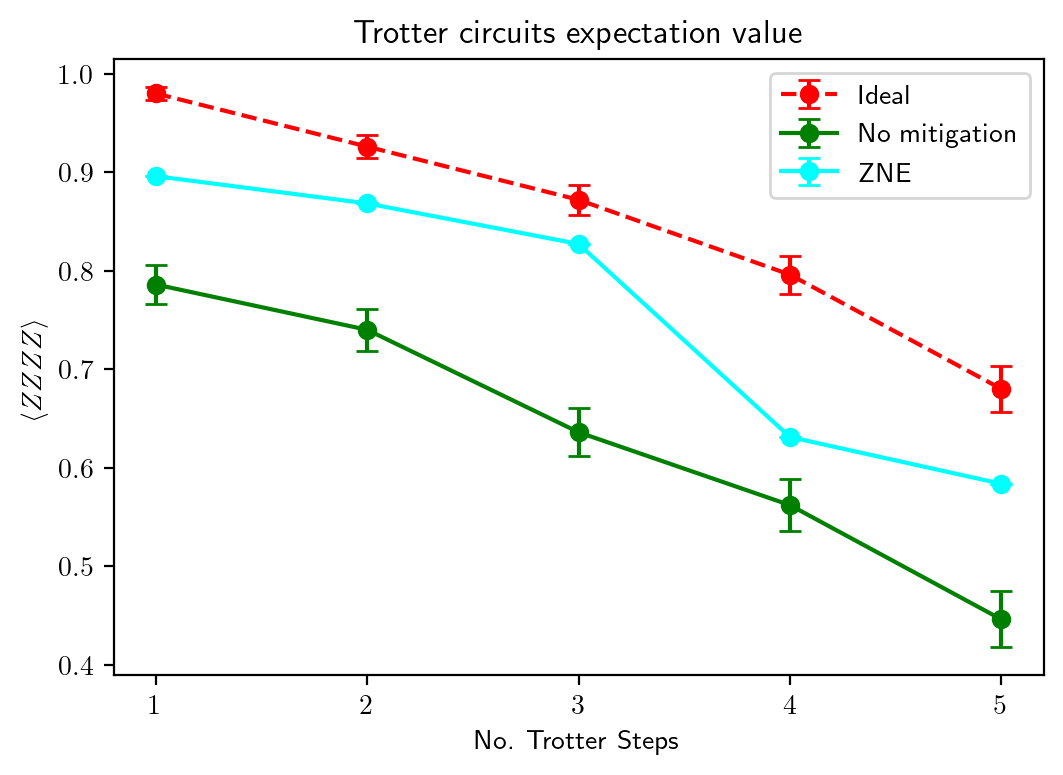 Trotter circuits expectation value
1.0
0.9
0.8
0.7
0.6
0.5
0.4
⟨ZZZZ⟩
Ideal
No mitigation
ZNE
1 2 3 4 5
No. Trotter Steps